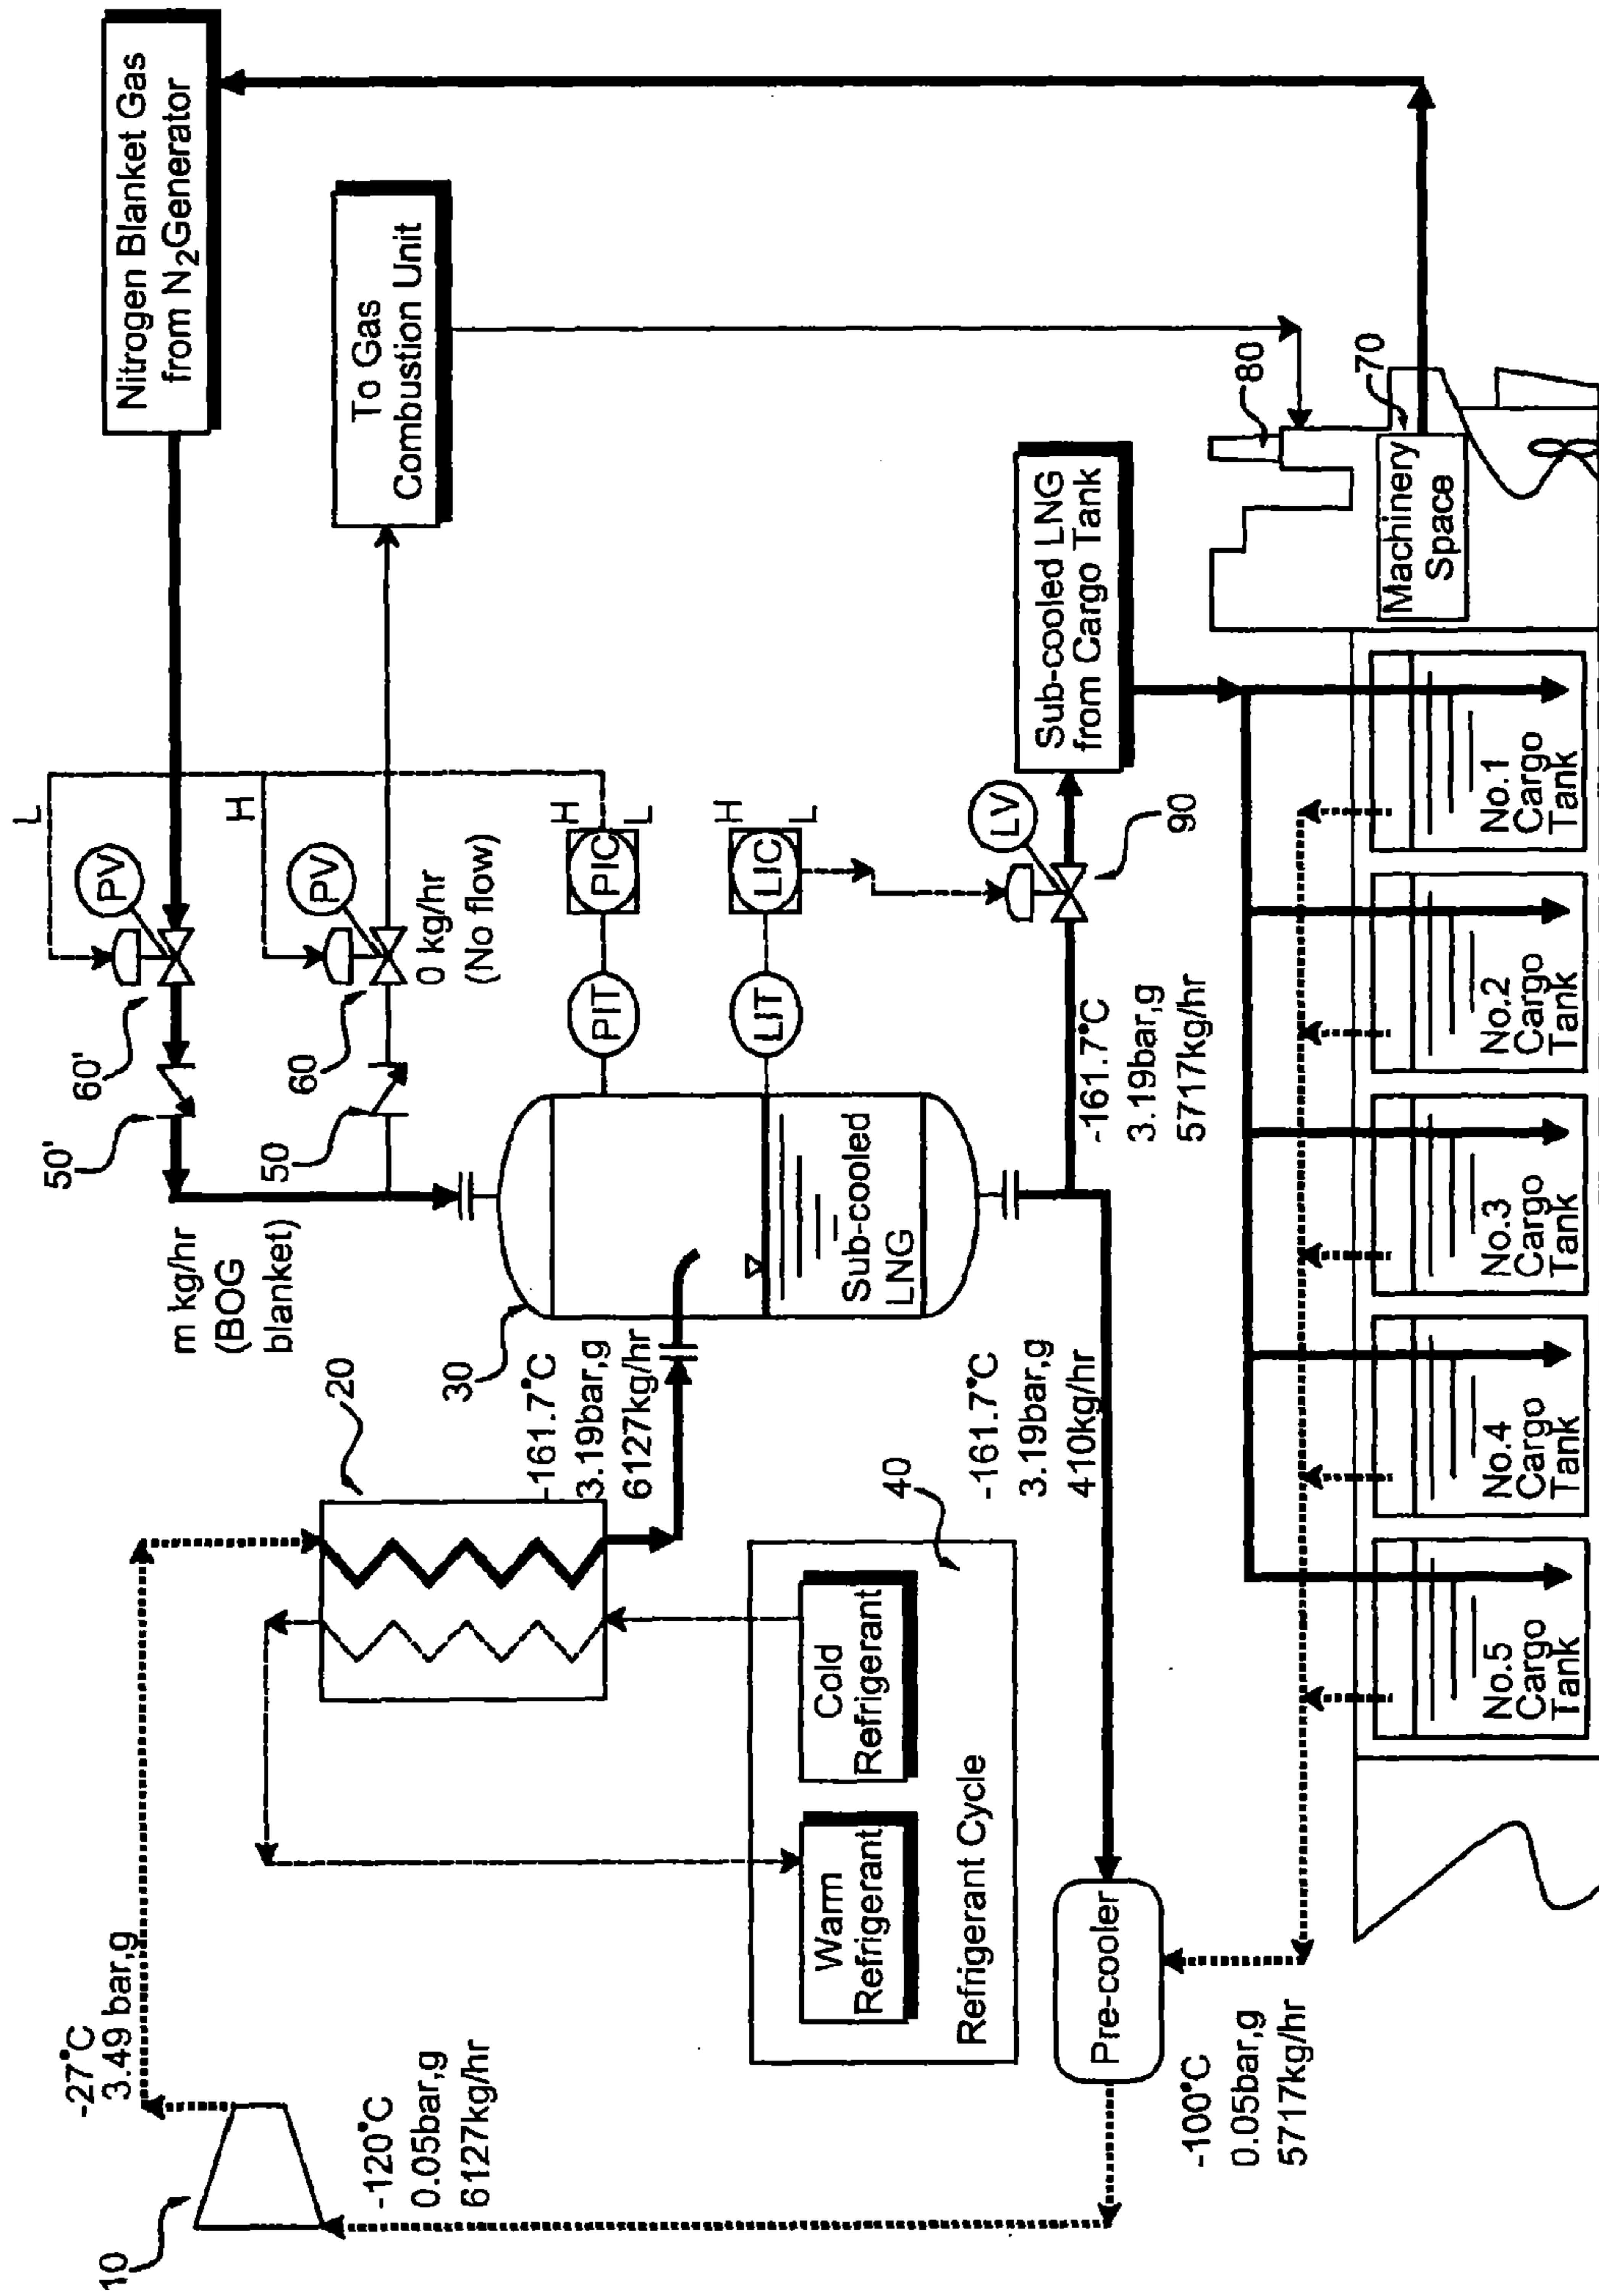 10
-27°C
3.49 bar,g
-120°C
0.05bar,g
6127kg/hr
20
-161.7°C
3.19bar,g
6127kg/hr
40
Warm
Refrigerant
Cold
Refrigerant
Refrigerant Cycle
Pre-cooler
-100°C
0.05bar,g
5717kg/hr
-161.7°C
3.19bar,g
410kg/hr
30
Sub-cooled
LNG
m kg/hr
(BOG
blanket)
50'
60'
50
60
PV
L
PV
H
0 kg/hr
(No flow)
PIT
PIC
H
L
LIT
LIC
H
L
Nitrogen Blanket Gas
from N₂Generator
To Gas
Combustion Unit
-161.7°C
3.19bar,g
5717kg/hr
LV
90
Sub-cooled LNG
from Cargo Tank
80
70
Machinery
Space
No.5
Cargo
Tank
No.4
Cargo
Tank
No.3
Cargo
Tank
No.2
Cargo
Tank
No.1
Cargo
Tank